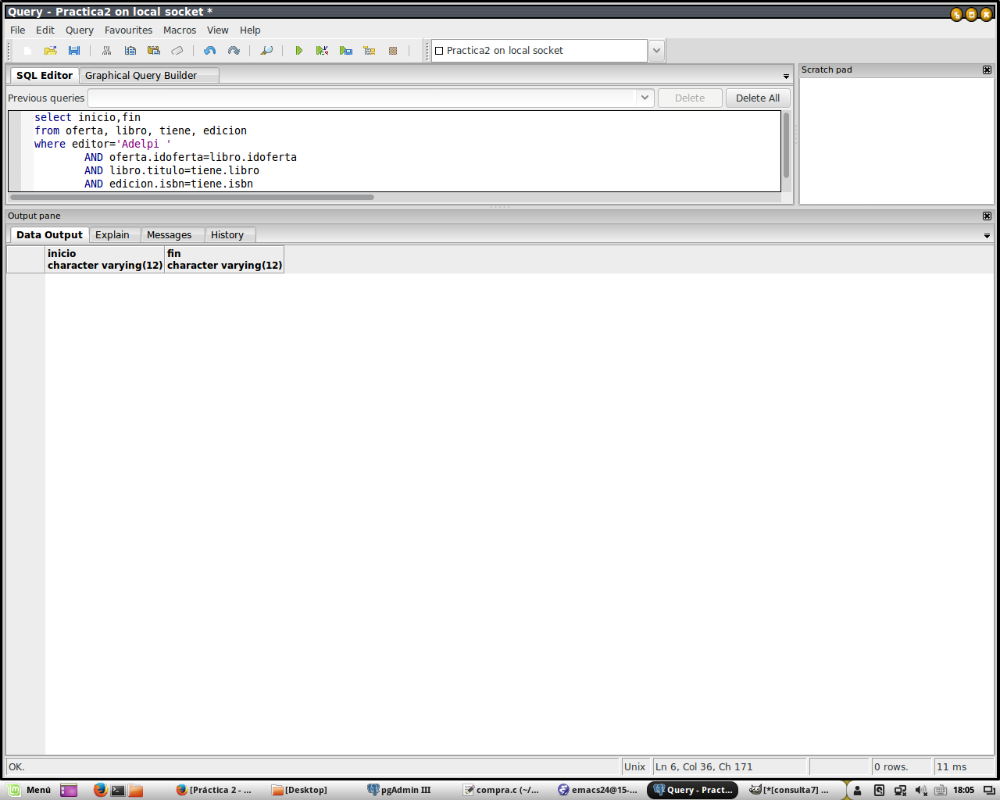 Query - Practica2 on local socket *
File Edit Query Favourites Macros View Help
Practica2 on local socket
SQL Editor Graphical Query Builder
Scratch pad
Previous queries Delete Delete All
select inicio,fin
from oferta, libro, tiene, edicion
where editor='Adelpi '
AND oferta.idoferta=libro.idoferta
AND libro.titulo=tiene.libro
AND edicion.isbn=tiene.isbn
Output pane
Data Output Explain Messages History
inicio fin
character varying(12) character varying(12)
OK. Unix Ln 6, Col 36, Ch 171 0 rows. 11 ms
Menú [Práctica 2 - ... [Desktop] pgAdmin III compra.c (~/... emacs24@15-... Query - Pract... [*[consulta7] ... 18:05